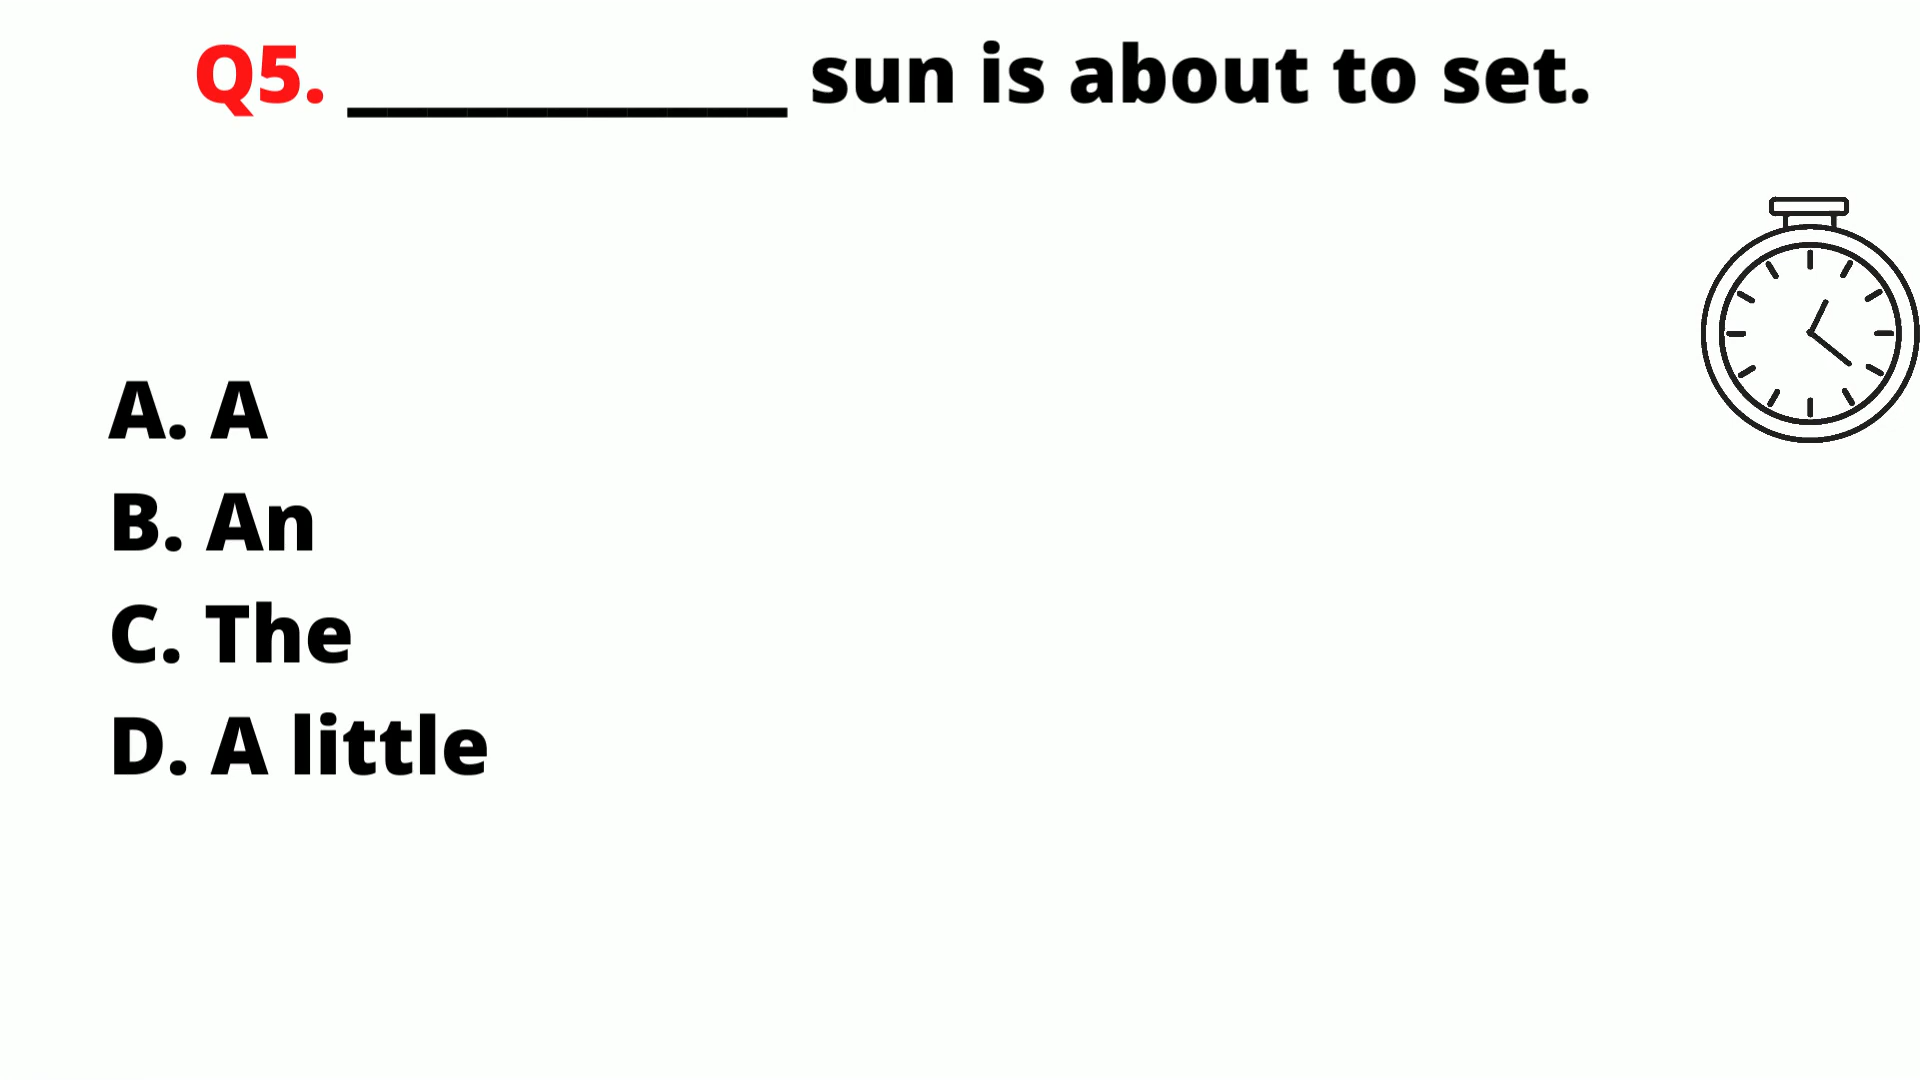 Q5. ___________ sun is about to set.
A. A
B. An
C. The
D. A little